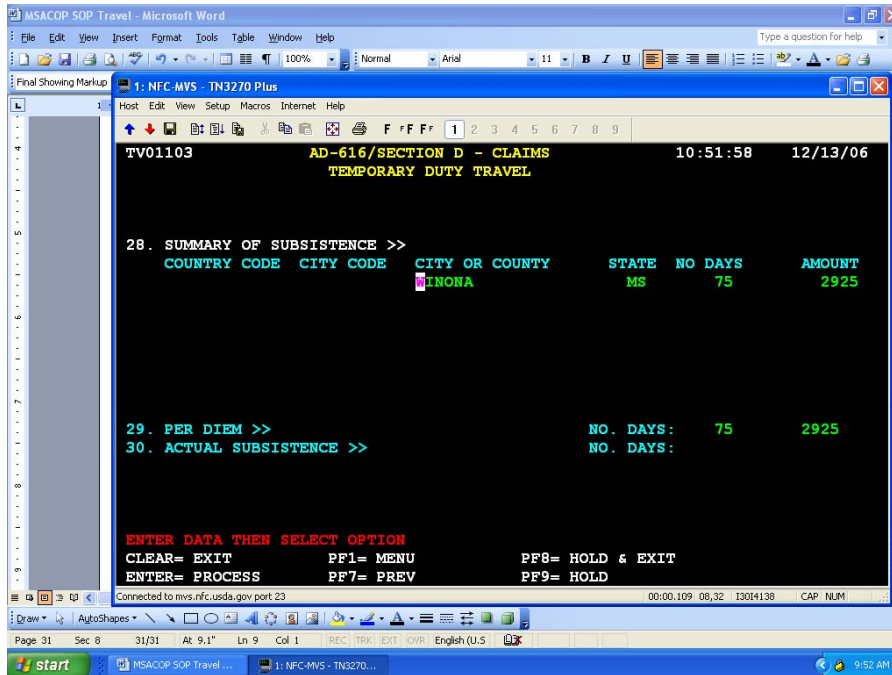 MSACOP SOP Travel - Microsoft Word
File Edit View Insert Format Tools Table Window Help Type a question for help
100% Normal Arial 11 B I U
Final Showing Markup
1: NFC-MVS - TN3270 Plus
Host Edit View Setup Macros Internet Help
1 2 3 4 5 6 7 8 9
TV01103 AD-616/SECTION D - CLAIMS 10:51:58 12/13/06
TEMPORARY DUTY TRAVEL
28. SUMMARY OF SUBSISTENCE >>
COUNTRY CODE CITY CODE CITY OR COUNTY STATE NO DAYS AMOUNT
WINONA MS 75 2925
29. PER DIEM >> NO. DAYS: 75 2925
30. ACTUAL SUBSISTENCE >> NO. DAYS:
ENTER DATA THEN SELECT OPTION
CLEAR= EXIT PF1= MENU PF8= HOLD & EXIT
ENTER= PROCESS PF7= PREV PF9= HOLD
Connected to mvs.nfc.usda.gov port 23 00:00.109 08,32 I30I4138 CAP NUM
Draw AutoShapes
Page 31 Sec 8 31/31 At 9.1" Ln 9 Col 1 REC TRK EXT OVR English (U.S
start MSACOP SOP Travel ... 1: NFC-MVS - TN3270... 9:52 AM